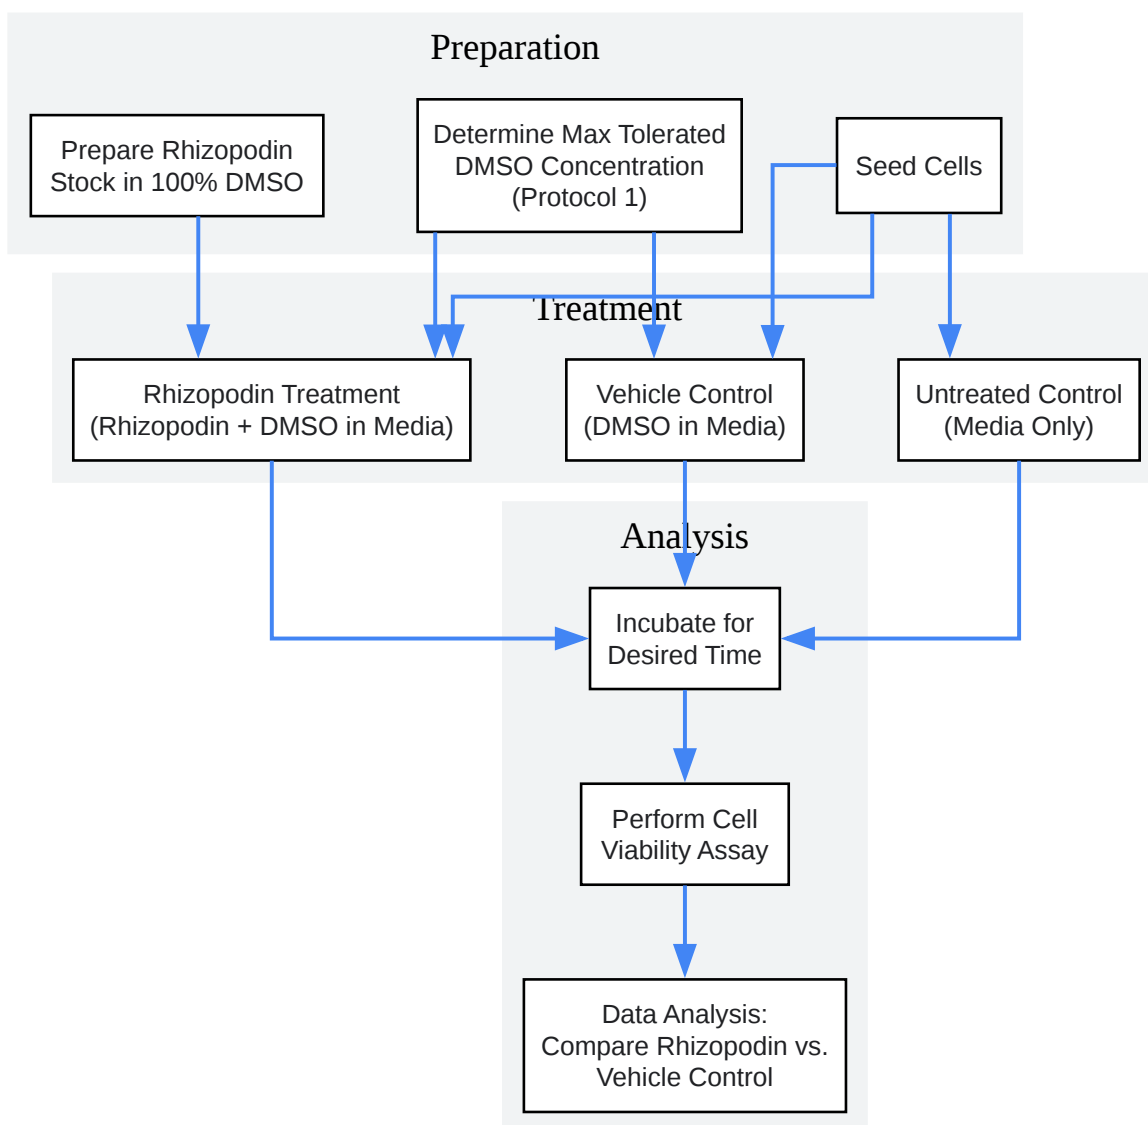 Preparation
Prepare Rhizopodin
Stock in 100% DMSO
Determine Max Tolerated
DMSO Concentration
(Protocol 1)
Seed Cells
Treatment
Rhizopodin Treatment
(Rhizopodin + DMSO in Media)
Vehicle Control
(DMSO in Media)
Untreated Control
(Media Only)
Analysis
Incubate for
Desired Time
Perform Cell
Viability Assay
Data Analysis:
Compare Rhizopodin vs.
Vehicle Control